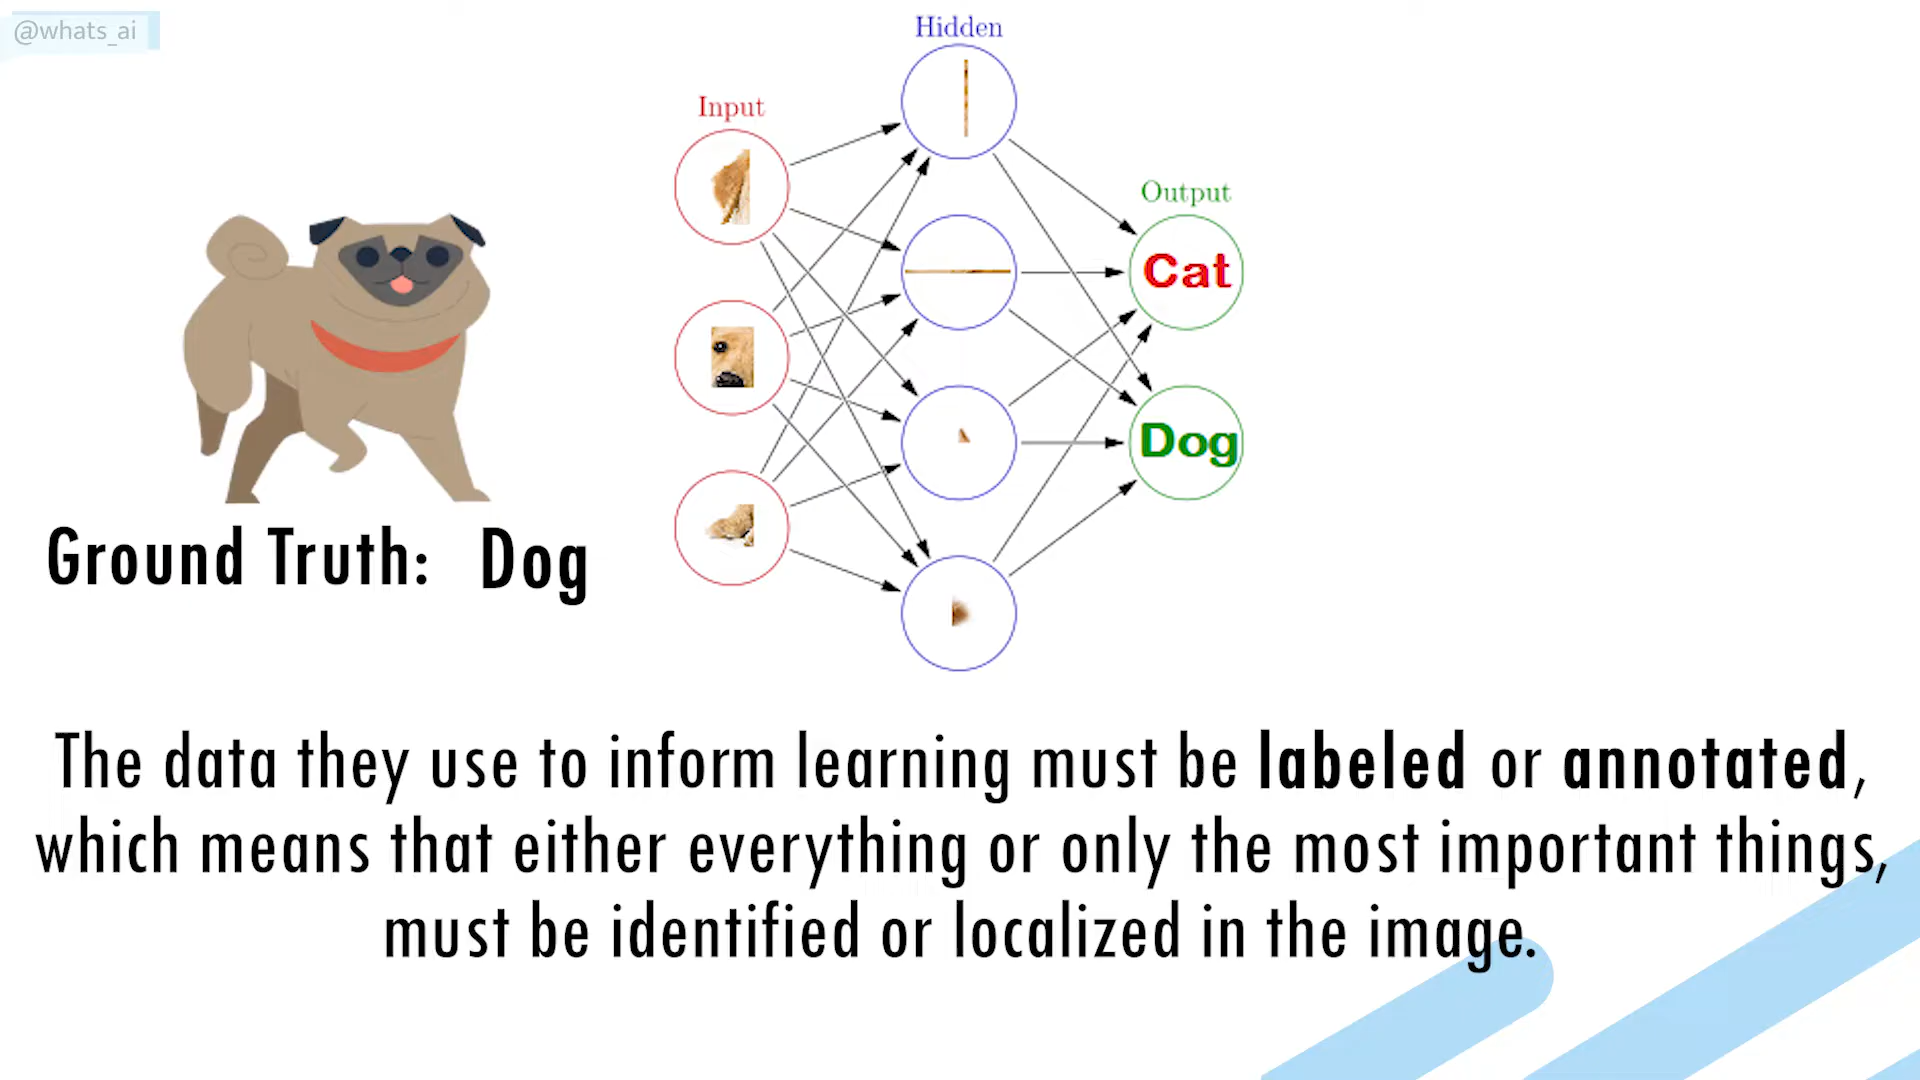 @whats_ai
Hidden
Input
Output
Cat
Dog
Ground Truth: Dog
The data they use to inform learning must be labeled or annotated,
which means that either everything or only the most important things,
must be identified or localized in the image.